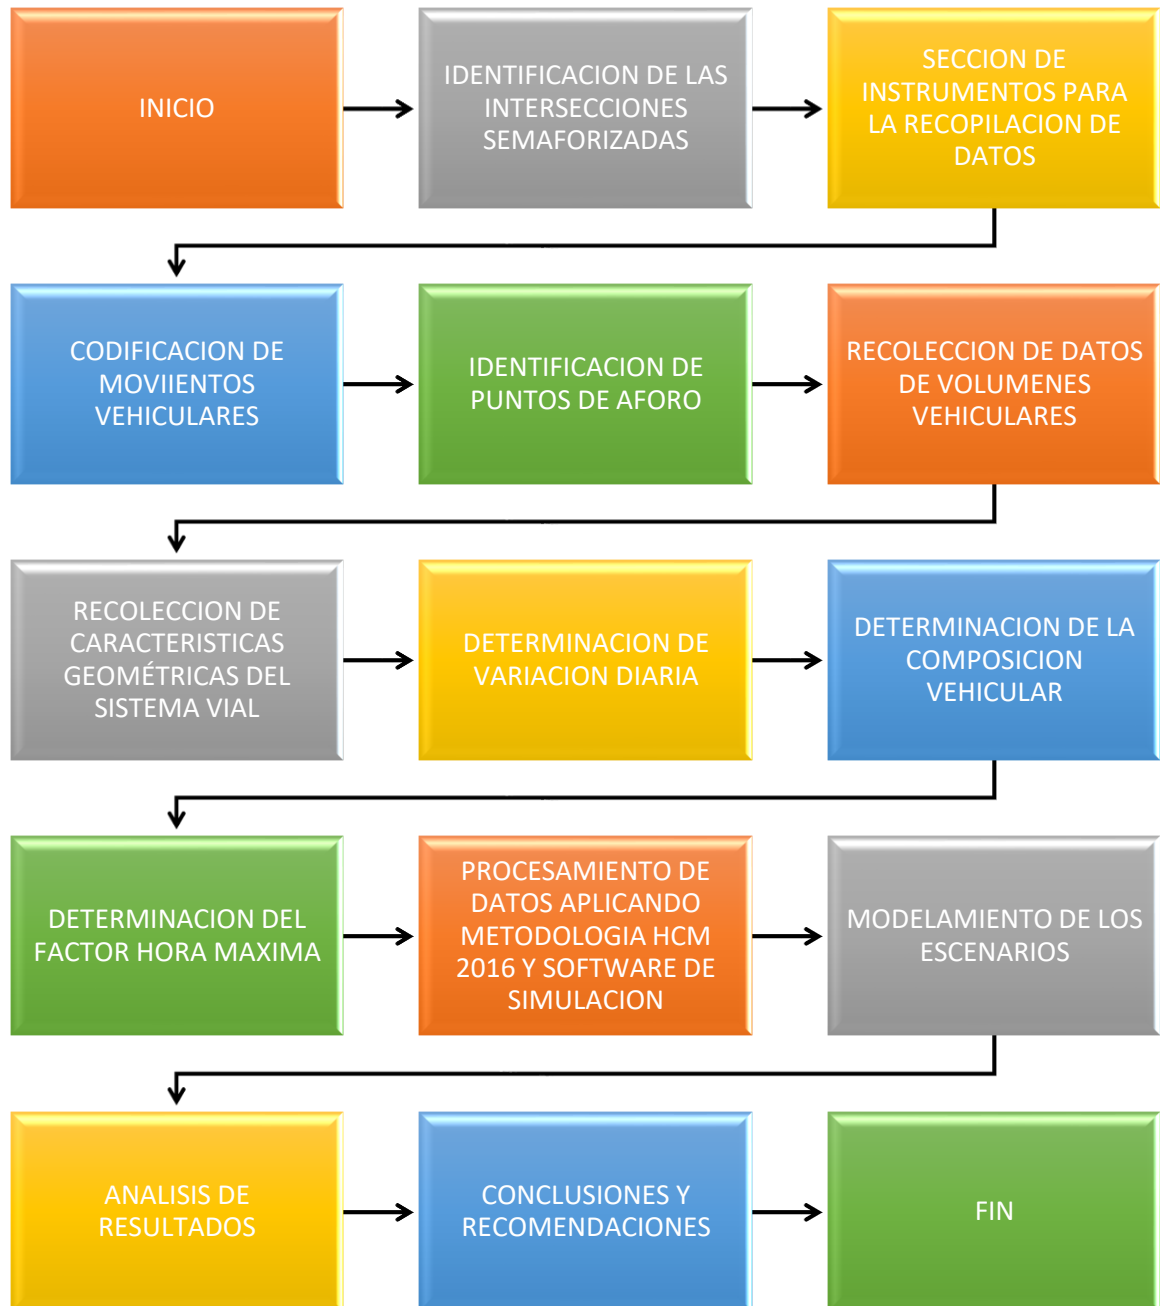 INICIO
IDENTIFICACION DE LAS
INTERSECCIONES
SEMAFORIZADAS
SECCION DE
INSTRUMENTOS PARA
LA RECOPILACION DE
DATOS
CODIFICACION DE
MOVIIENTOS
VEHICULARES
IDENTIFICACION DE
PUNTOS DE AFORO
RECOLECCION DE DATOS
DE VOLUMENES
VEHICULARES
RECOLECCION DE
CARACTERISTICAS
GEOMÉTRICAS DEL
SISTEMA VIAL
DETERMINACION DE
VARIACION DIARIA
DETERMINACION DE LA
COMPOSICION
VEHICULAR
DETERMINACION DEL
FACTOR HORA MAXIMA
PROCESAMIENTO DE
DATOS APLICANDO
METODOLOGIA HCM
2016 Y SOFTWARE DE
SIMULACION
MODELAMIENTO DE LOS
ESCENARIOS
ANALISIS DE
RESULTADOS
CONCLUSIONES Y
RECOMENDACIONES
FIN